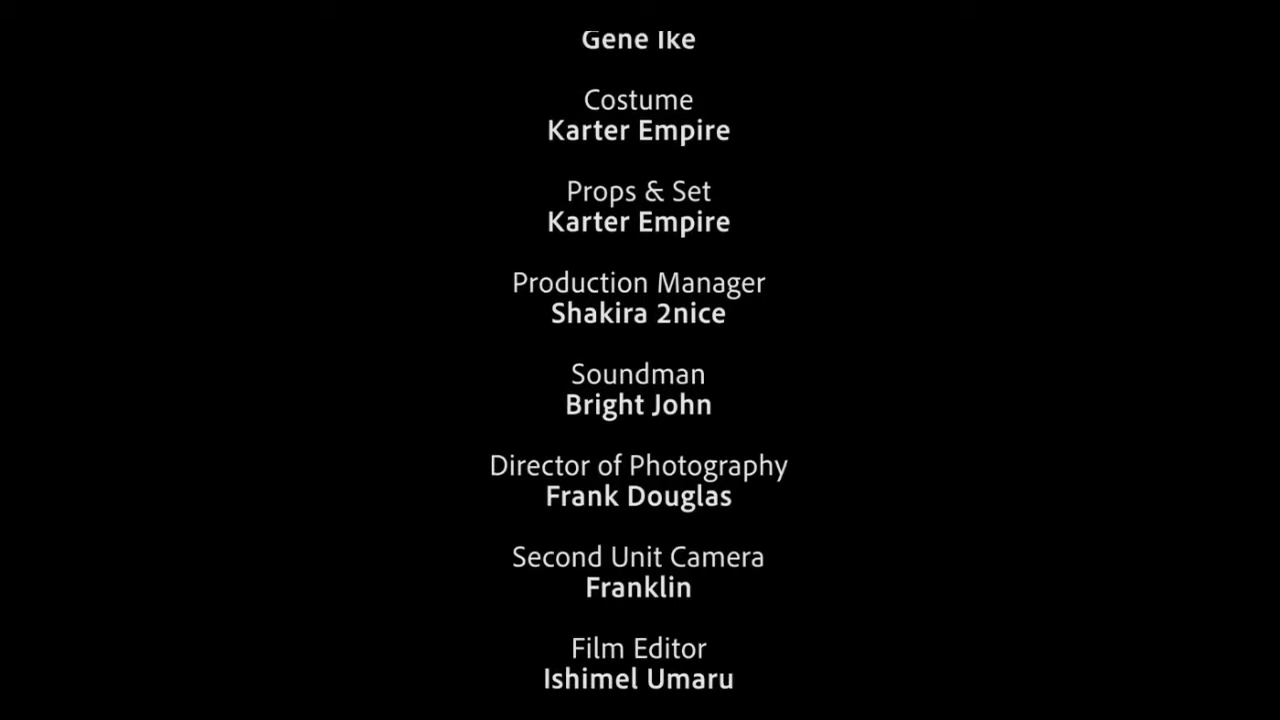 Gene Ike
Costume
Karter Empire
Props & Set
Karter Empire
Production Manager
Shakira 2nice
Soundman
Bright John
Director of Photography
Frank Douglas
Second Unit Camera
Franklin
Film Editor
Ishimel Umaru